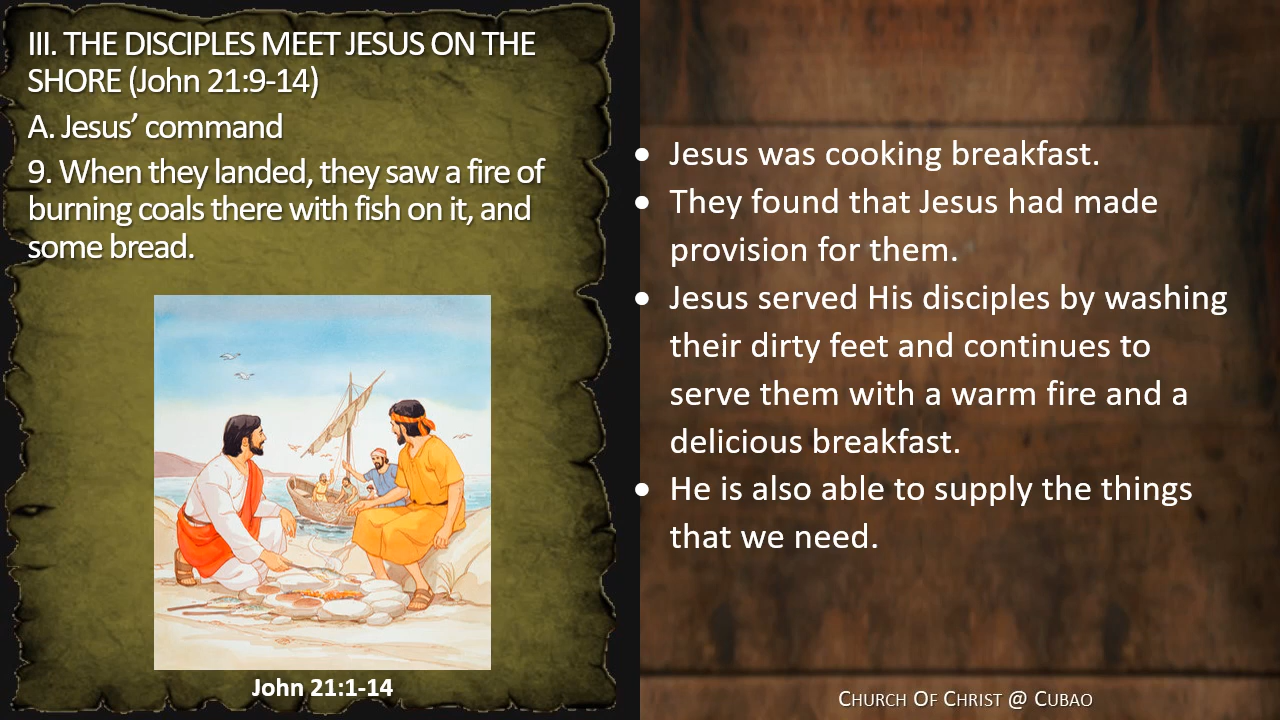 III. THE DISCIPLES MEET JESUS ON THE
SHORE (John 21:9-14)
A. Jesus’ command
9. When they landed, they saw a fire of
burning coals there with fish on it, and
some bread.
John 21:1-14
• Jesus was cooking breakfast.
• They found that Jesus had made
provision for them.
• Jesus served His disciples by washing
their dirty feet and continues to
serve them with a warm fire and a
delicious breakfast.
• He is also able to supply the things
that we need.
CHURCH OF CHRIST @ CUBAO